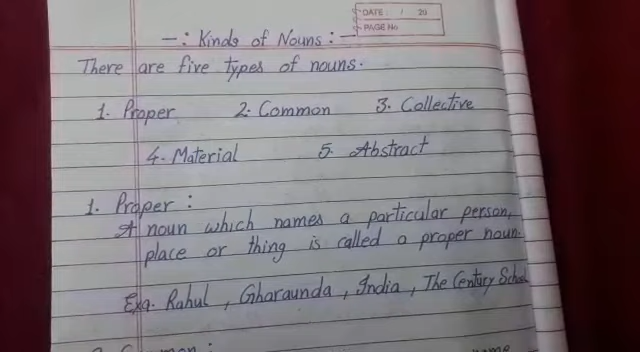 DATE : / 20
PAGE No
—: Kinds of Nouns :—
There are five types of nouns.
1. Proper 2. Common 3. Collective
4. Material 5. Abstract
1. Proper :
A noun which names a particular person,
place or thing is called a proper noun.
Exa. Rahul , Gharaunda , India , The Century School
name